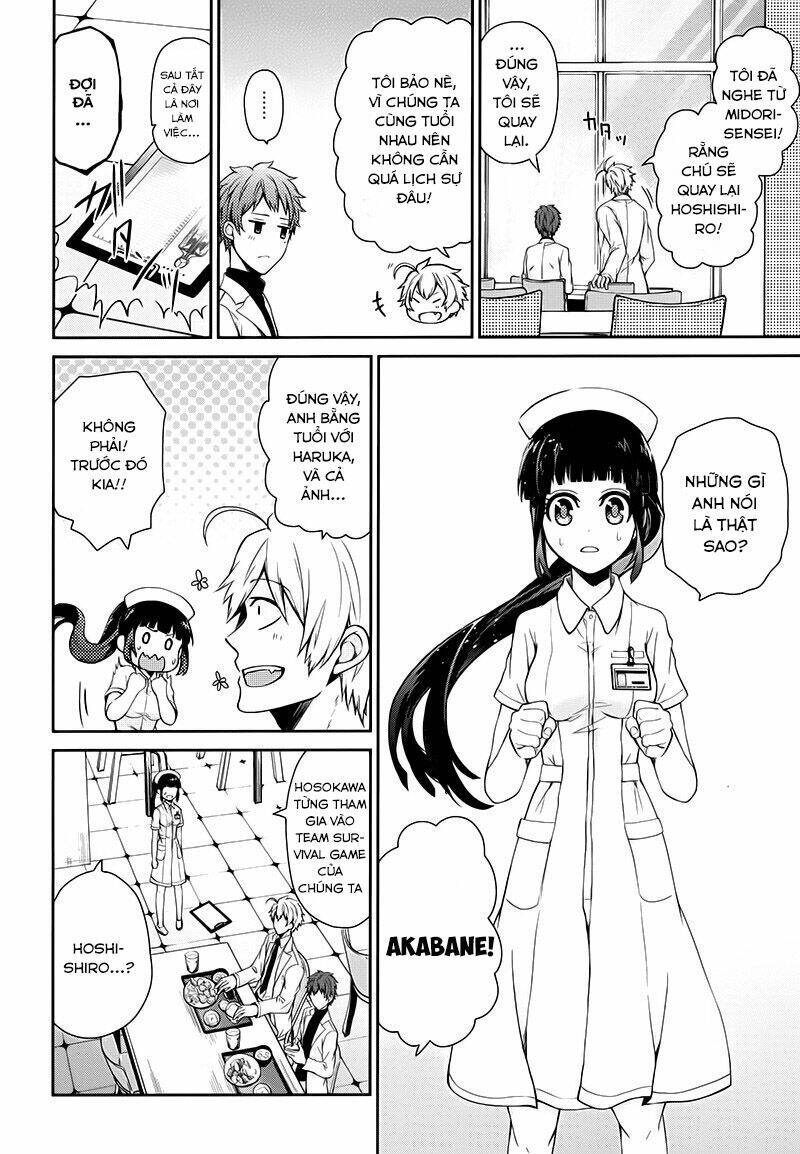 TÔI ĐÃ
NGHE TỪ
MIDORI-
SENSEI!
RẰNG
CHÚ SẼ
QUAY LẠI
HOSHISHI-
RO!
...
ĐÚNG
VẬY,
TÔI SẼ
QUAY
LẠI.
カタッ
TÔI BẢO NÈ,
VÌ CHÚNG TA
CÙNG TUỔI
NHAU NÊN
KHÔNG CẦN
QUÁ LỊCH SỰ
ĐÂU!
......
SAU TẤT
CẢ ĐÂY
LÀ NƠI
LÀM
VIỆC...
ĐỢI
ĐÃ
...
NHỮNG GÌ
ANH NÓI
LÀ THẬT
SAO?
AKABANE!
ĐÚNG VẬY,
ANH BẰNG
TUỔI VỚI
HARUKA,
VÀ CẢ
ẢNH...
KHÔNG
PHẢI!
TRƯỚC ĐÓ
KIA!!
HOSOKAWA
TỪNG THAM
GIA VÀO
TEAM SUR-
VIVAL GAME
CỦA
CHÚNG TA
HOSHI-
SHIRO...?